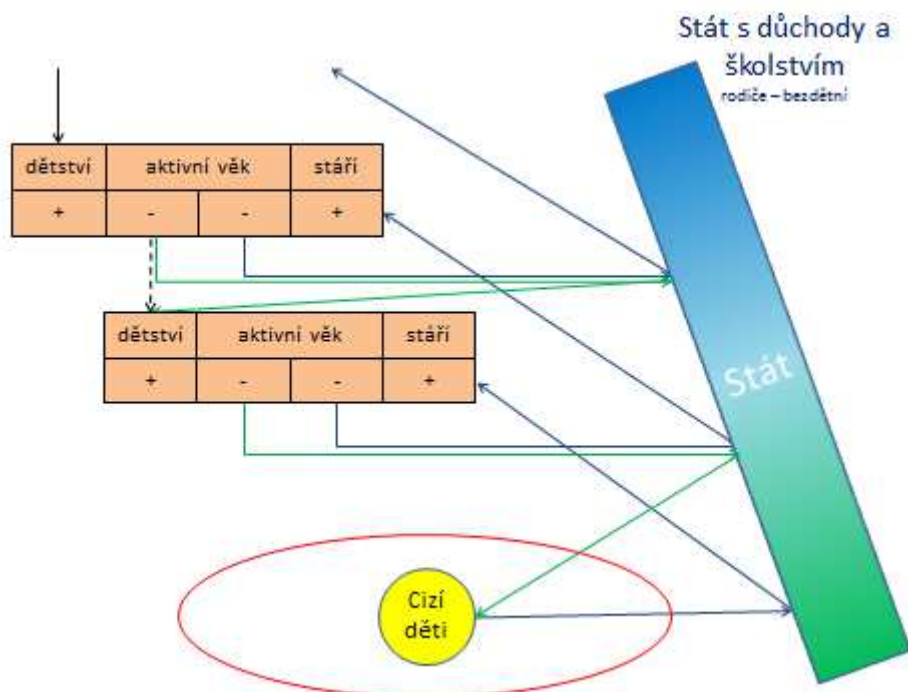 Stát s důchody a
školstvím
rodiče – bezdětní
dětství aktivní věk stáří
+ - - +
dětství aktivní věk stáří
+ - - +
Stát
Cizí
děti